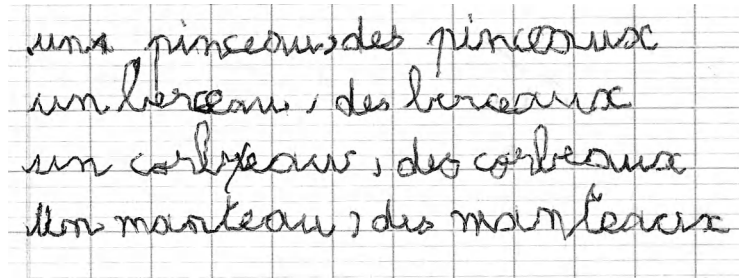 un pinceau, des pinceaux
un berceau, des berceaux
un corbeau, des corbeaux
un manteau, des manteaux